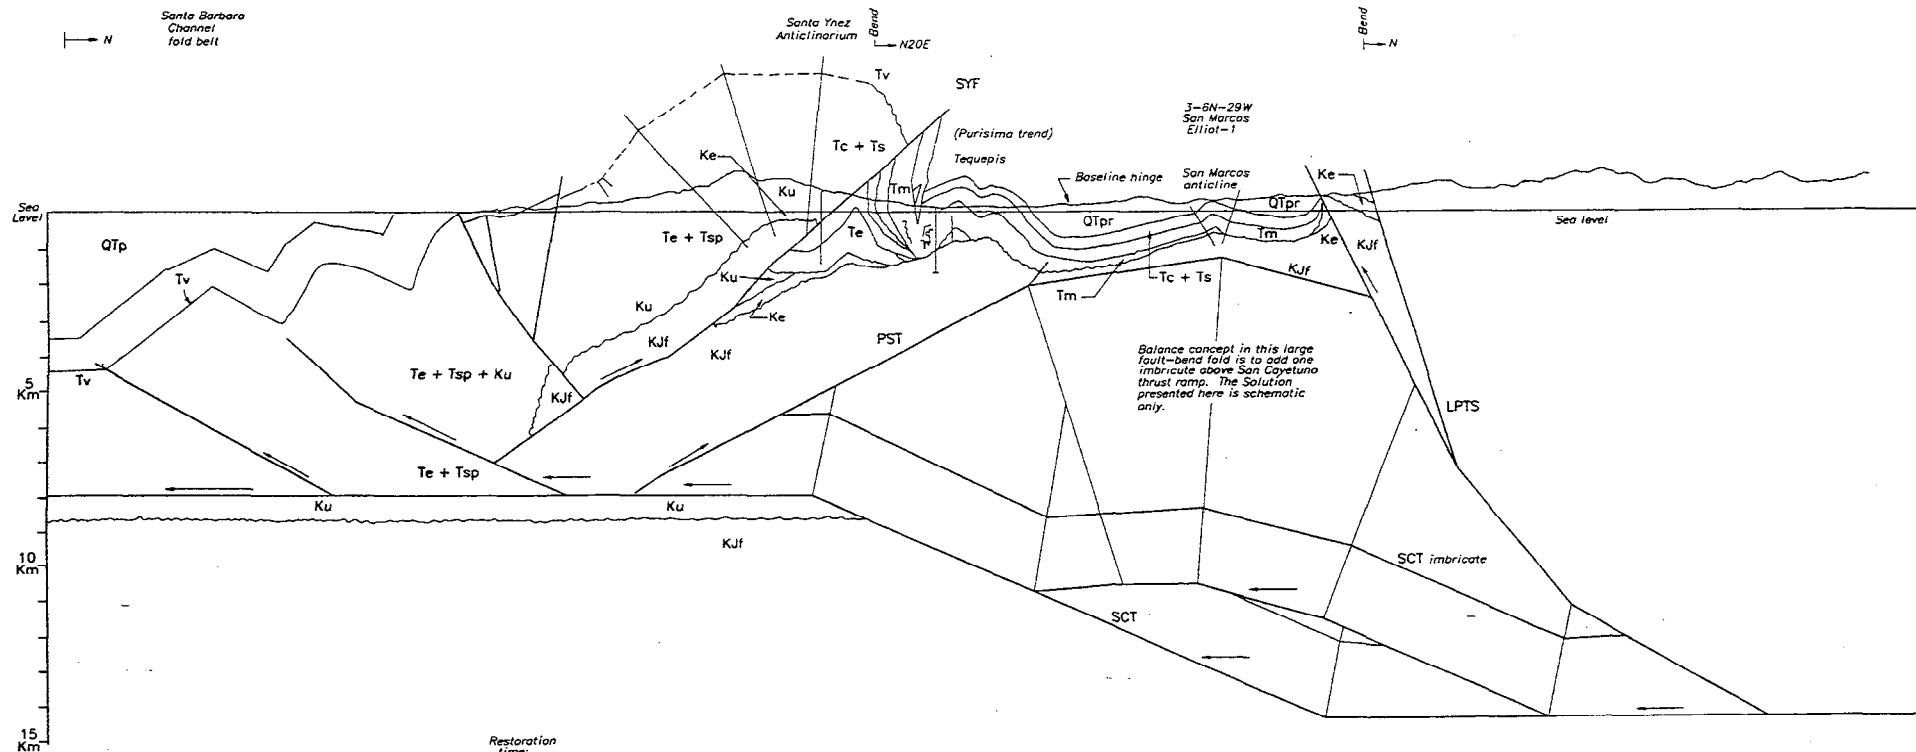 Santa Barbara
Channel
fold belt
N
Santa Ynez
Anticlinorium
Bend
N20E
Bend
N
Tv
SYF
3-6N-29W
San Marcos
Elliot-1
(Purisima trend)
Tequepis
Tc + Ts
Ke
Ku
Tm
Baseline hinge
San Marcos
anticline
Ke
QTpr
Sea
Level
Sea level
QTp
Te + Tsp
Te
QTpr
Tm
Ke
KJf
KJf
Tv
Ku
Ku
Ke
Tm
Tc + Ts
KJf
KJf
PST
Balance concept in this large
fault-bend fold is to add one
imbricate above San Cayetuno
thrust ramp. The Solution
presented here is schematic
only.
Tv
5
Km
Te + Tsp + Ku
KJf
LPTS
Te + Tsp
Ku
Ku
KJf
10
Km
SCT imbricate
SCT
15
Km
Restoration
time: